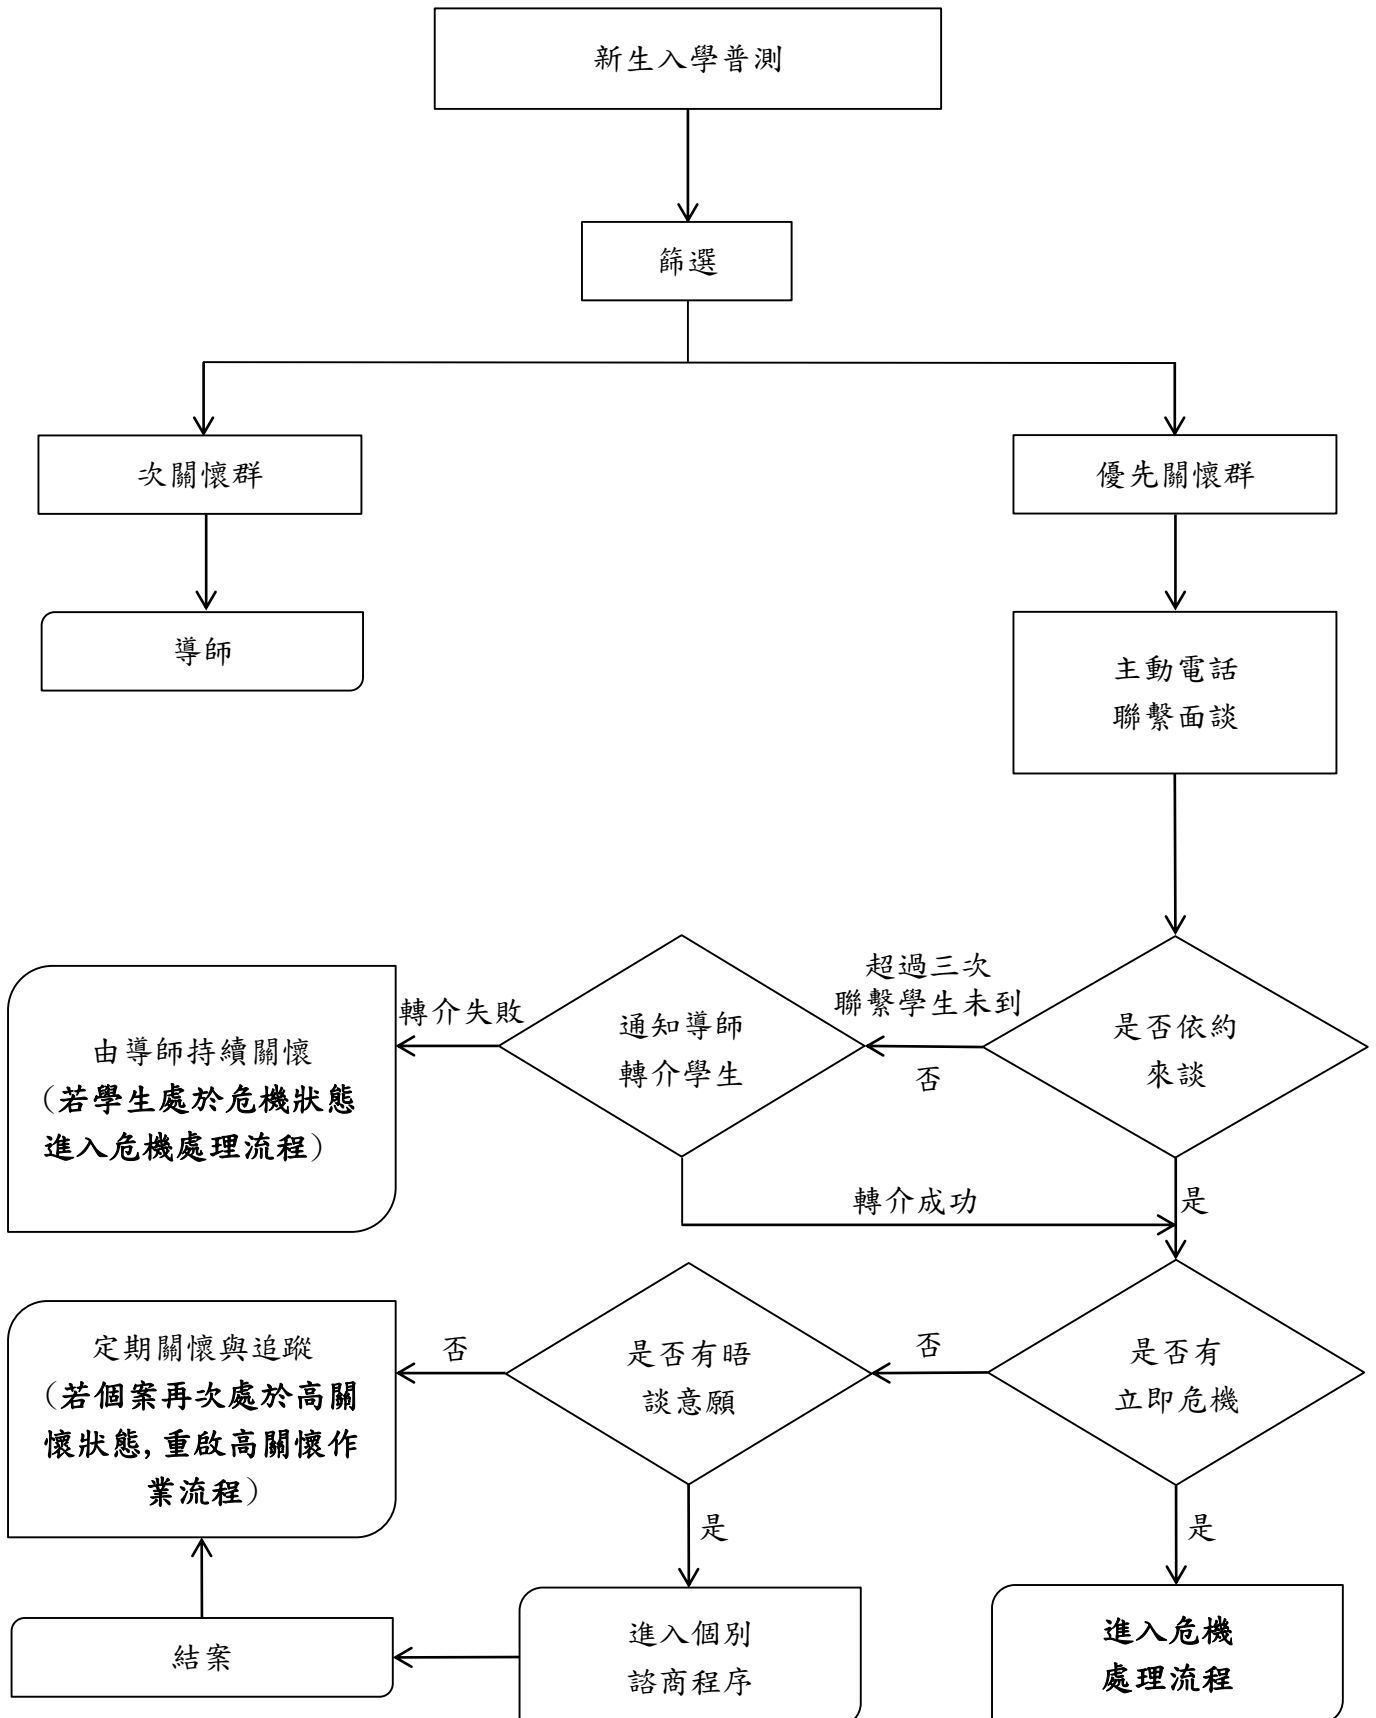 新生入學普測
篩選
次關懷群
優先關懷群
導師
主動電話
聯繫面談
超過三次
聯繫學生未到
轉介失敗
通知導師
轉介學生
否
是否依約
來談
由導師持續關懷
（若學生處於危機狀態
進入危機處理流程）
轉介成功
是
定期關懷與追蹤
（若個案再次處於高關
懷狀態,重啟高關懷作
業流程）
否
是否有晤
談意願
否
是否有
立即危機
是
是
結案
進入個別
諮商程序
進入危機
處理流程